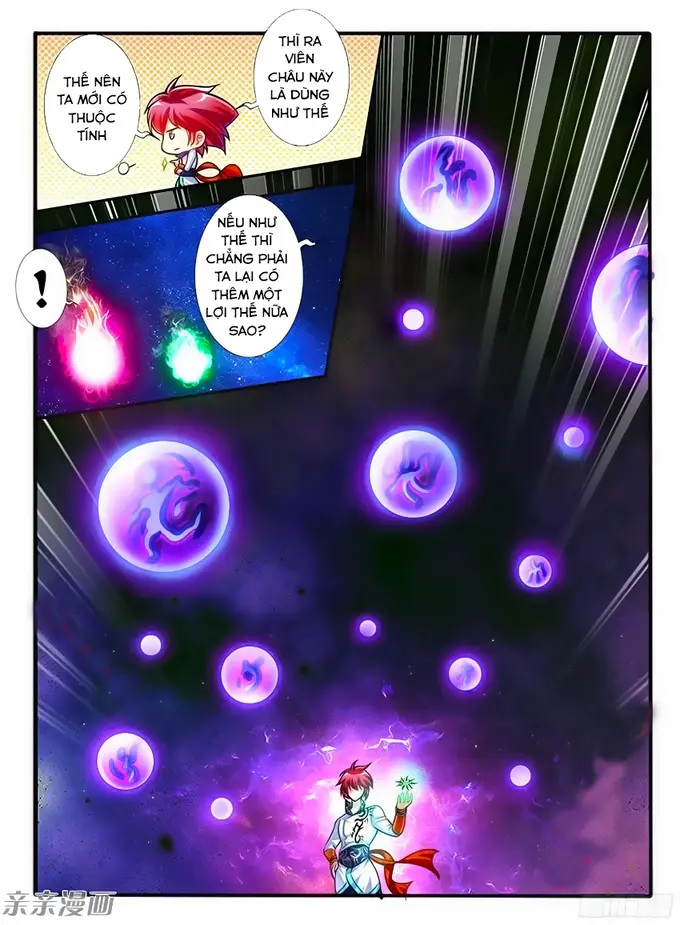 THÌ RA
VIÊN
CHÂU NÀY
LÀ DÙNG
NHƯ THẾ
THẾ NÊN
TA MỚI CÓ
THUỘC
TÍNH
NẾU NHƯ
THẾ THÌ
CHẲNG PHẢI
TA LẠI CÓ
THÊM MỘT
LỢI THẾ NỮA
SAO?
!
亲亲漫画